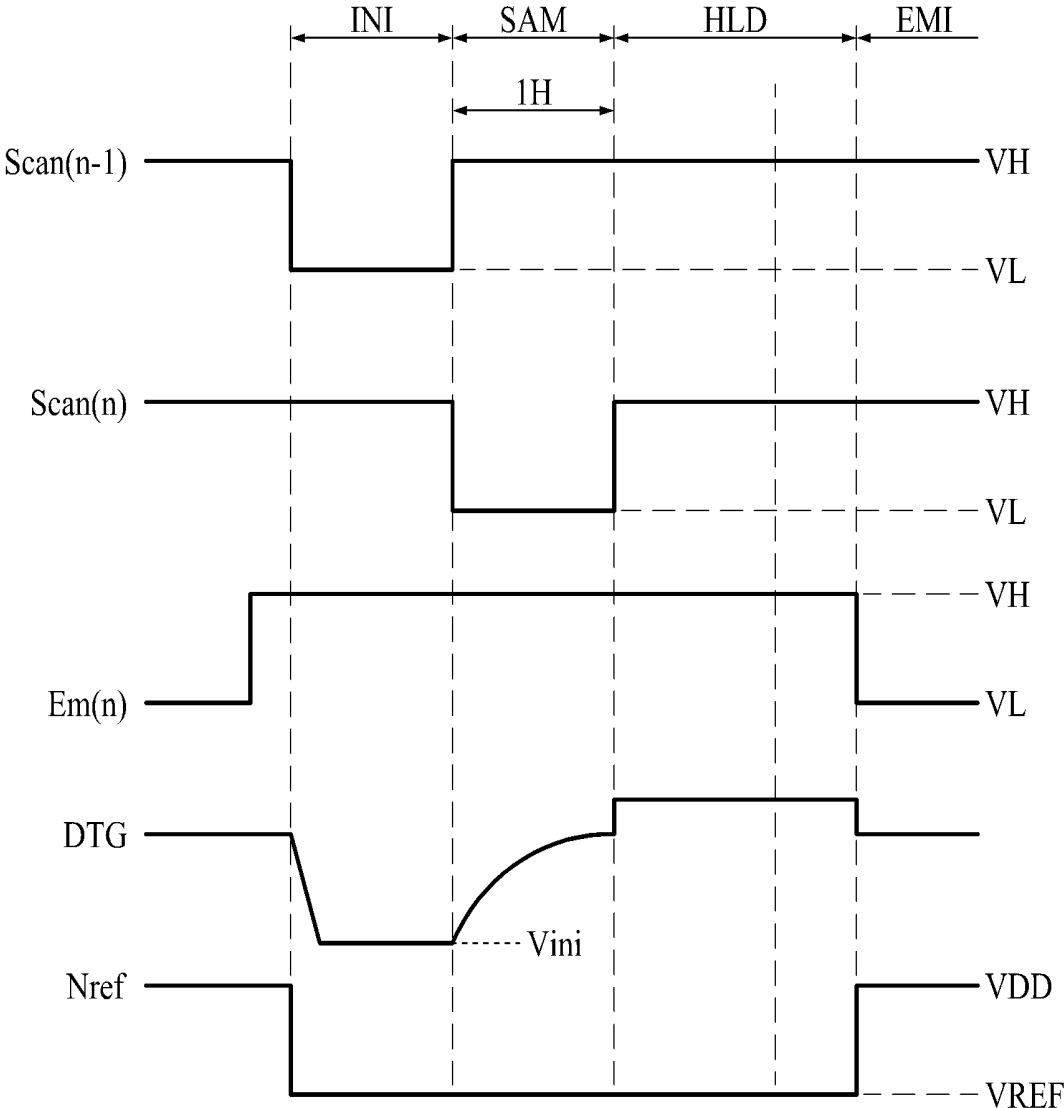 INI SAM HLD EMI
1H
Scan(n-1) VH
VL
Scan(n) VH
VL
VH
Em(n) VL
DTG
Vini
Nref VDD
VREF